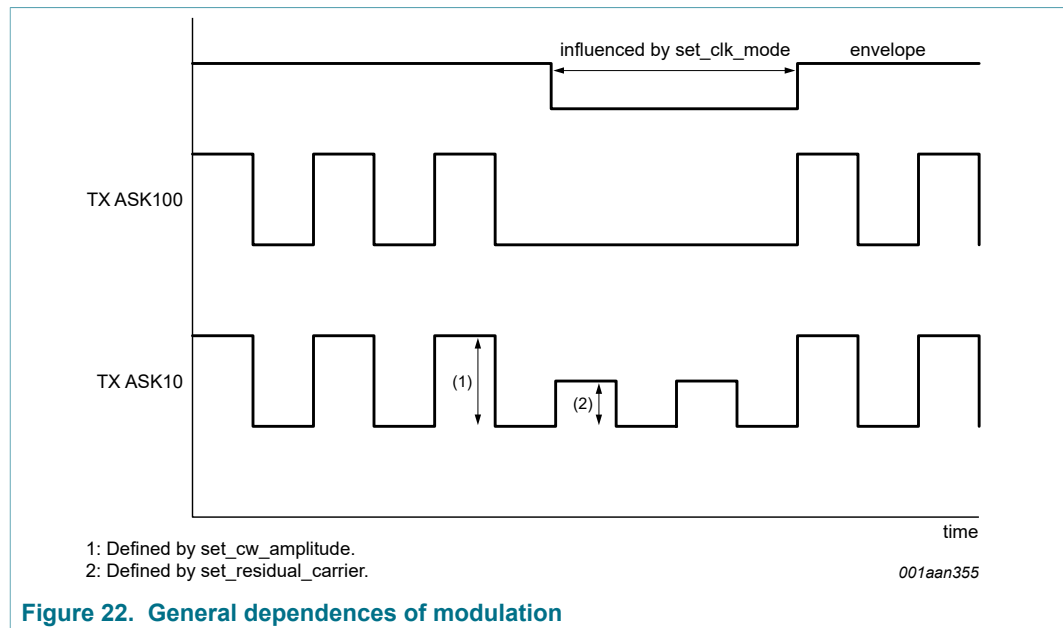 influenced by set_clk_mode
envelope
TX ASK100
TX ASK10
(1)
(2)
time
1: Defined by set_cw_amplitude.
2: Defined by set_residual_carrier.
001aan355
Figure 22. General dependences of modulation